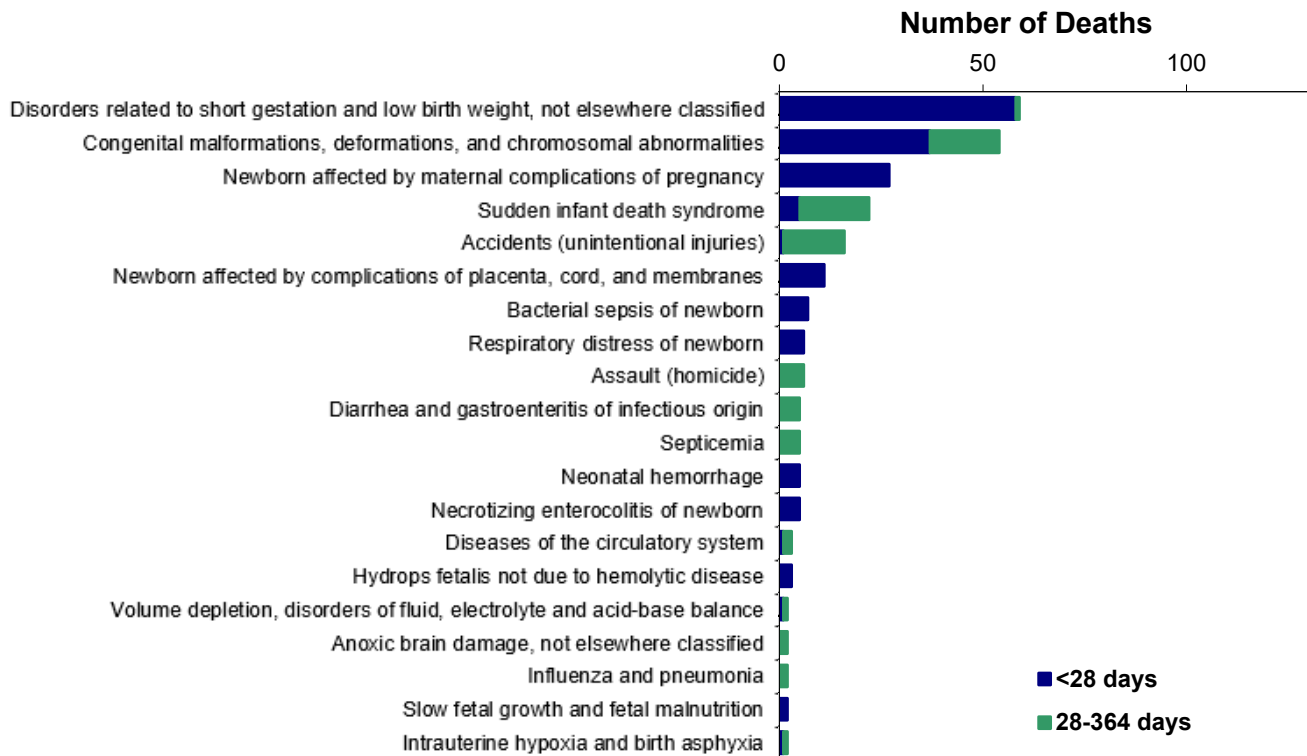 Number of Deaths
0 50 100
Disorders related to short gestation and low birth weight, not elsewhere classified
Congenital malformations, deformations, and chromosomal abnormalities
Newborn affected by maternal complications of pregnancy
Sudden infant death syndrome
Accidents (unintentional injuries)
Newborn affected by complications of placenta, cord, and membranes
Bacterial sepsis of newborn
Respiratory distress of newborn
Assault (homicide)
Diarrhea and gastroenteritis of infectious origin
Septicemia
Neonatal hemorrhage
Necrotizing enterocolitis of newborn
Diseases of the circulatory system
Hydrops fetalis not due to hemolytic disease
Volume depletion, disorders of fluid, electrolyte and acid-base balance
Anoxic brain damage, not elsewhere classified
Influenza and pneumonia
Slow fetal growth and fetal malnutrition
Intrauterine hypoxia and birth asphyxia
<28 days
28-364 days